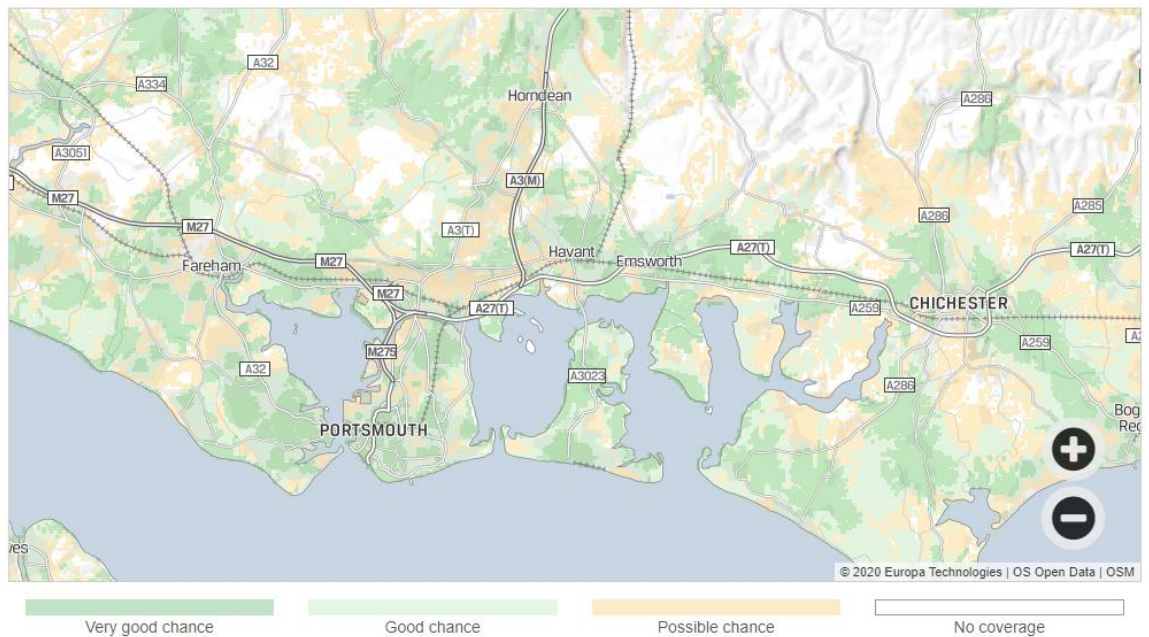 A32
A334
Horndean
A286
A3051
A3(M)
M27
A286
A285
M27
A3(T)
Havant
A27(T)
A27(T)
Fareham
M27
Emsworth
M27
A27(T)
A259
CHICHESTER
A259
M275
A32
A3023
A286
PORTSMOUTH
Bog
Reg
© 2020 Europa Technologies | OS Open Data | OSM
Very good chance
Good chance
Possible chance
No coverage